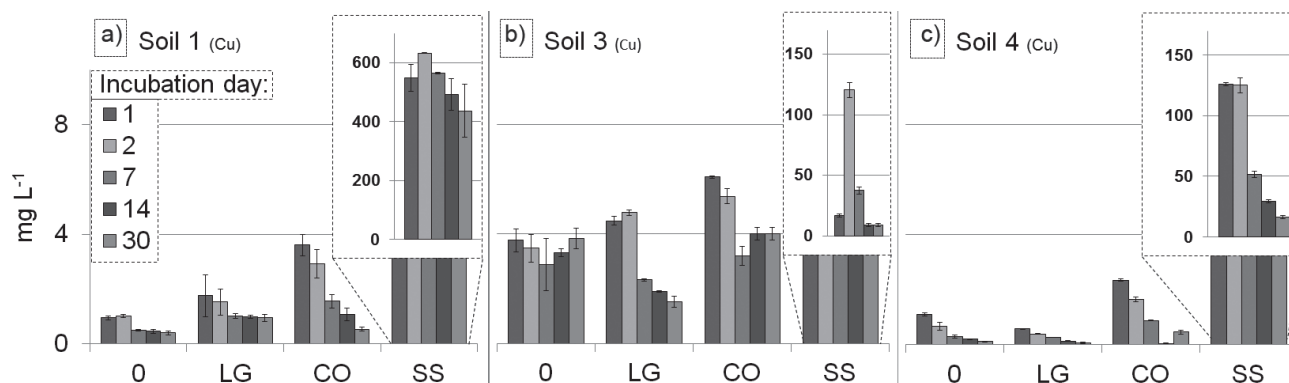 a) Soil 1 (Cu)
b) Soil 3 (Cu)
c) Soil 4 (Cu)
Incubation day:
1
2
7
14
30
mg L-1
8
4
0
600
400
200
0
150
100
50
0
150
100
50
0
0 LG CO SS
0 LG CO SS
0 LG CO SS